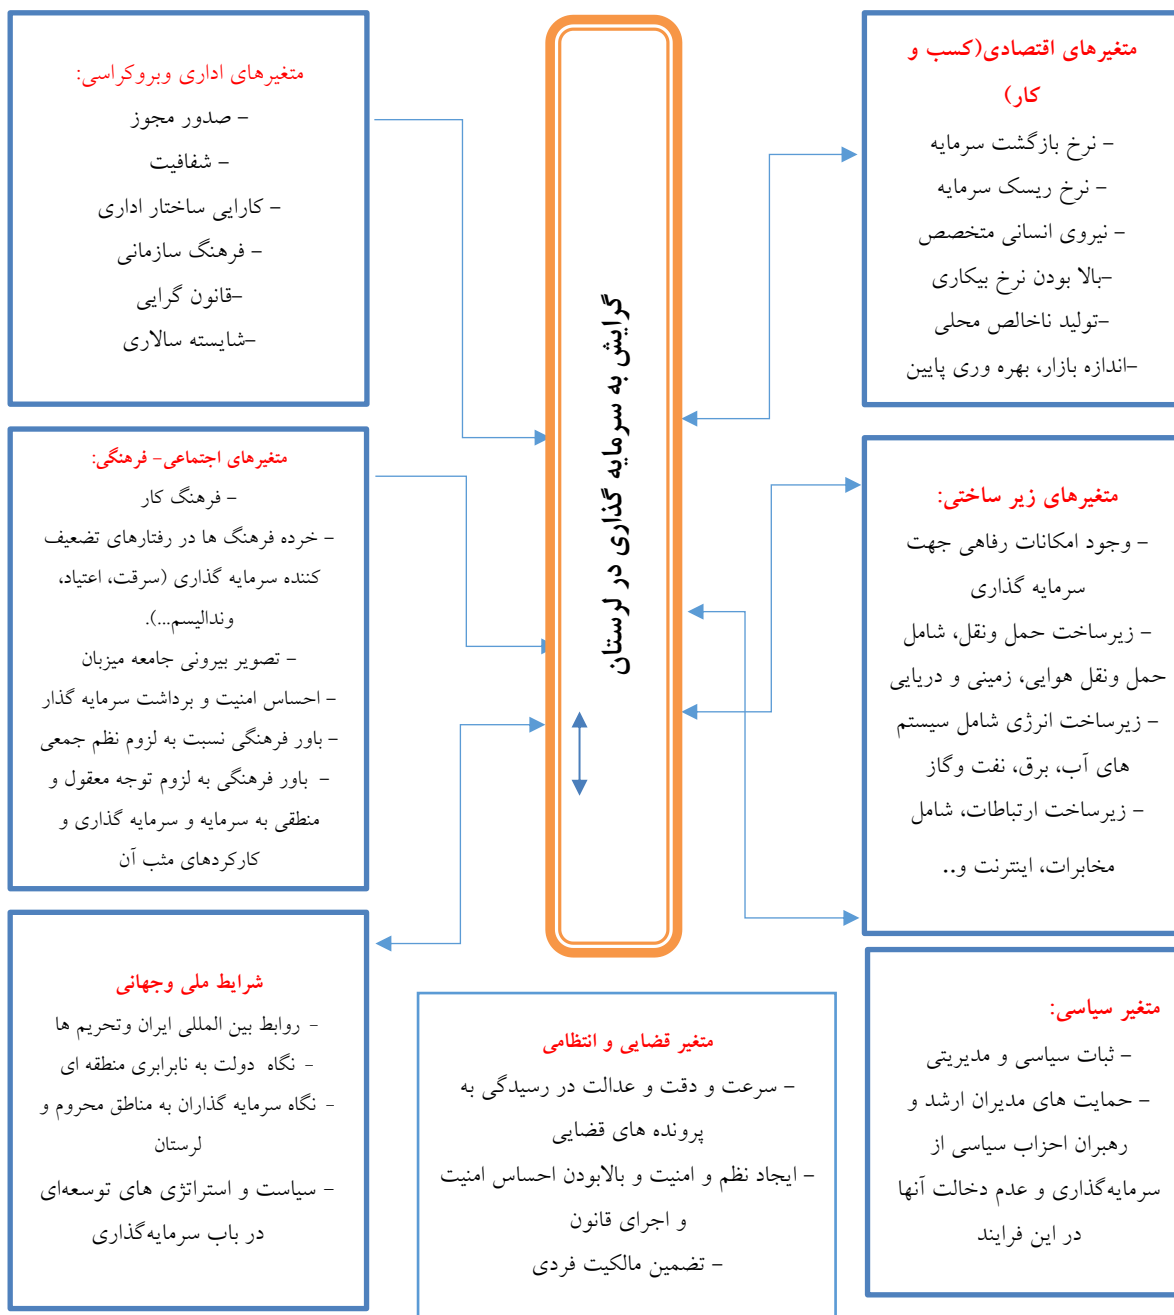 متغیرهای اقتصادی(کسب و
کار)
– نرخ بازگشت سرمایه
– نرخ ریسک سرمایه
– نیروی انسانی متخصص
–بالا بودن نرخ بیکاری
–تولید ناخالص محلی
–اندازه بازار، بهره وری پایین
متغیرهای زیر ساختی:
– وجود امکانات رفاهی جهت
سرمایه گذاری
– زیرساخت حمل ونقل، شامل
حمل ونقل هوایی، زمینی و دریایی
– زیرساخت انرژی شامل سیستم
های آب، برق، نفت وگاز
– زیرساخت ارتباطات، شامل
مخابرات، اینترنت و..
متغیر سیاسی:
– ثبات سیاسی و مدیریتی
– حمایت های مدیران ارشد و
رهبران احزاب سیاسی از
سرمایه‌گذاری و عدم دخالت آنها
در این فرایند
گرایش به سرمایه گذاری در لرستان
متغیر قضایی و انتظامی
– سرعت و دقت و عدالت در رسیدگی به
پرونده های قضایی
– ایجاد نظم و امنیت و بالابودن احساس امنیت
و اجرای قانون
– تضمین مالکیت فردی
متغیرهای اداری وبروکراسی:
– صدور مجوز
– شفافیت
– کارایی ساختار اداری
– فرهنگ سازمانی
–قانون گرایی
–شایسته سالاری
متغیرهای اجتماعی- فرهنگی:
– فرهنگ کار
– خرده فرهنگ ها در رفتارهای تضعیف
کننده سرمایه گذاری (سرقت، اعتیاد،
وندالیسم...).
– تصویر بیرونی جامعه میزبان
– احساس امنیت و برداشت سرمایه گذار
– باور فرهنگی نسبت به لزوم نظم جمعی
– باور فرهنگی به لزوم توجه معقول و
منطقی به سرمایه و سرمایه گذاری و
کارکردهای مثب آن
شرایط ملی وجهانی
- روابط بین المللی ایران وتحریم ها
- نگاه دولت به نابرابری منطقه ای
- نگاه سرمایه گذاران به مناطق محروم و
لرستان
– سیاست و استراتژی های توسعه‌ای
در باب سرمایه‌گذاری